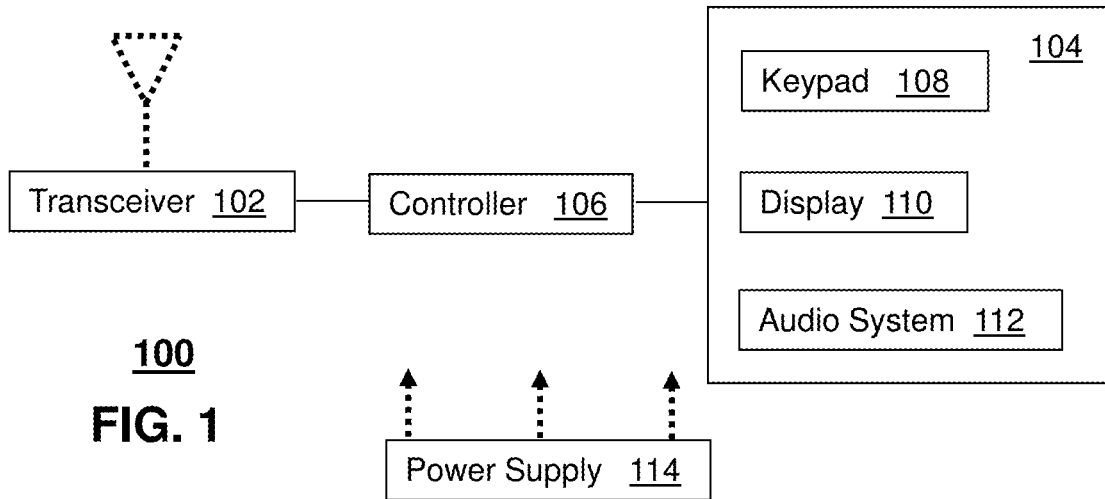 104
Keypad 108
Transceiver 102
Controller 106
Display 110
Audio System 112
100
FIG. 1
Power Supply 114